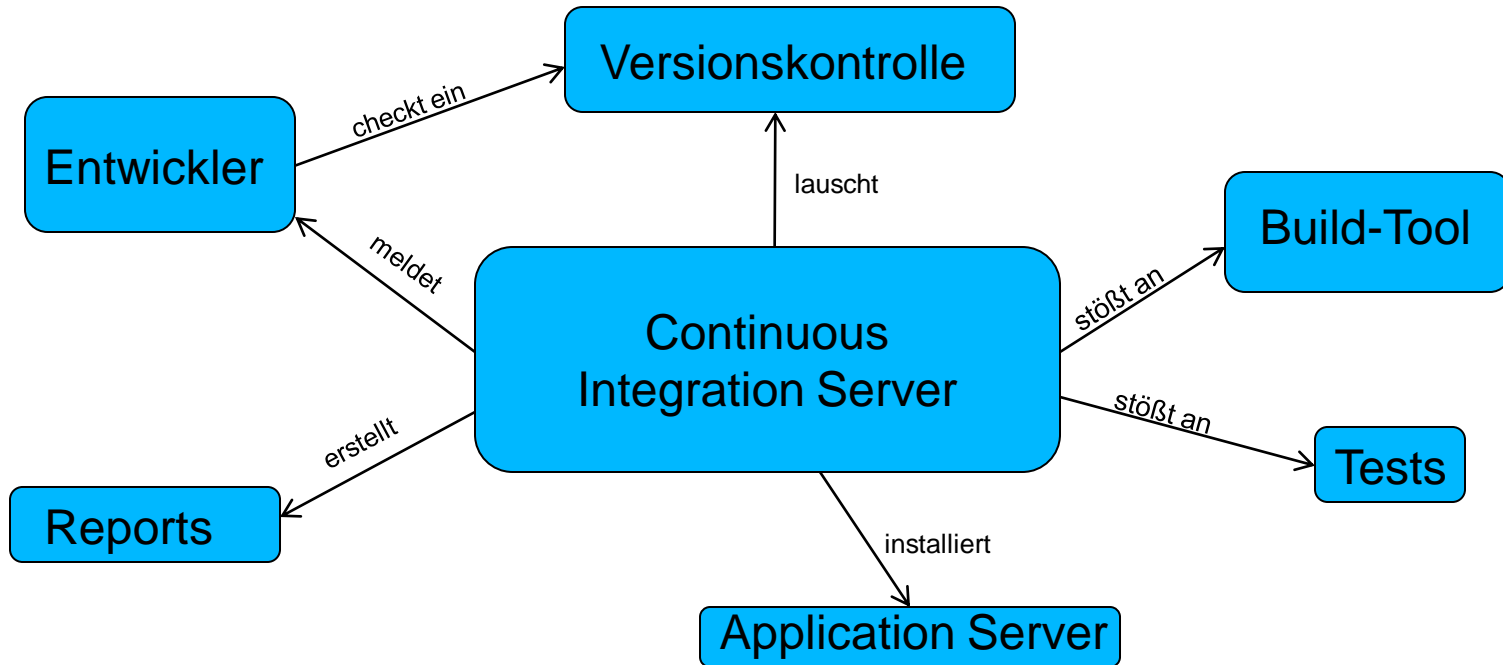 Versionskontrolle
checkt ein
Entwickler
lauscht
Build-Tool
meldet
stößt an
Continuous
Integration Server
stößt an
erstellt
Tests
Reports
installiert
Application Server